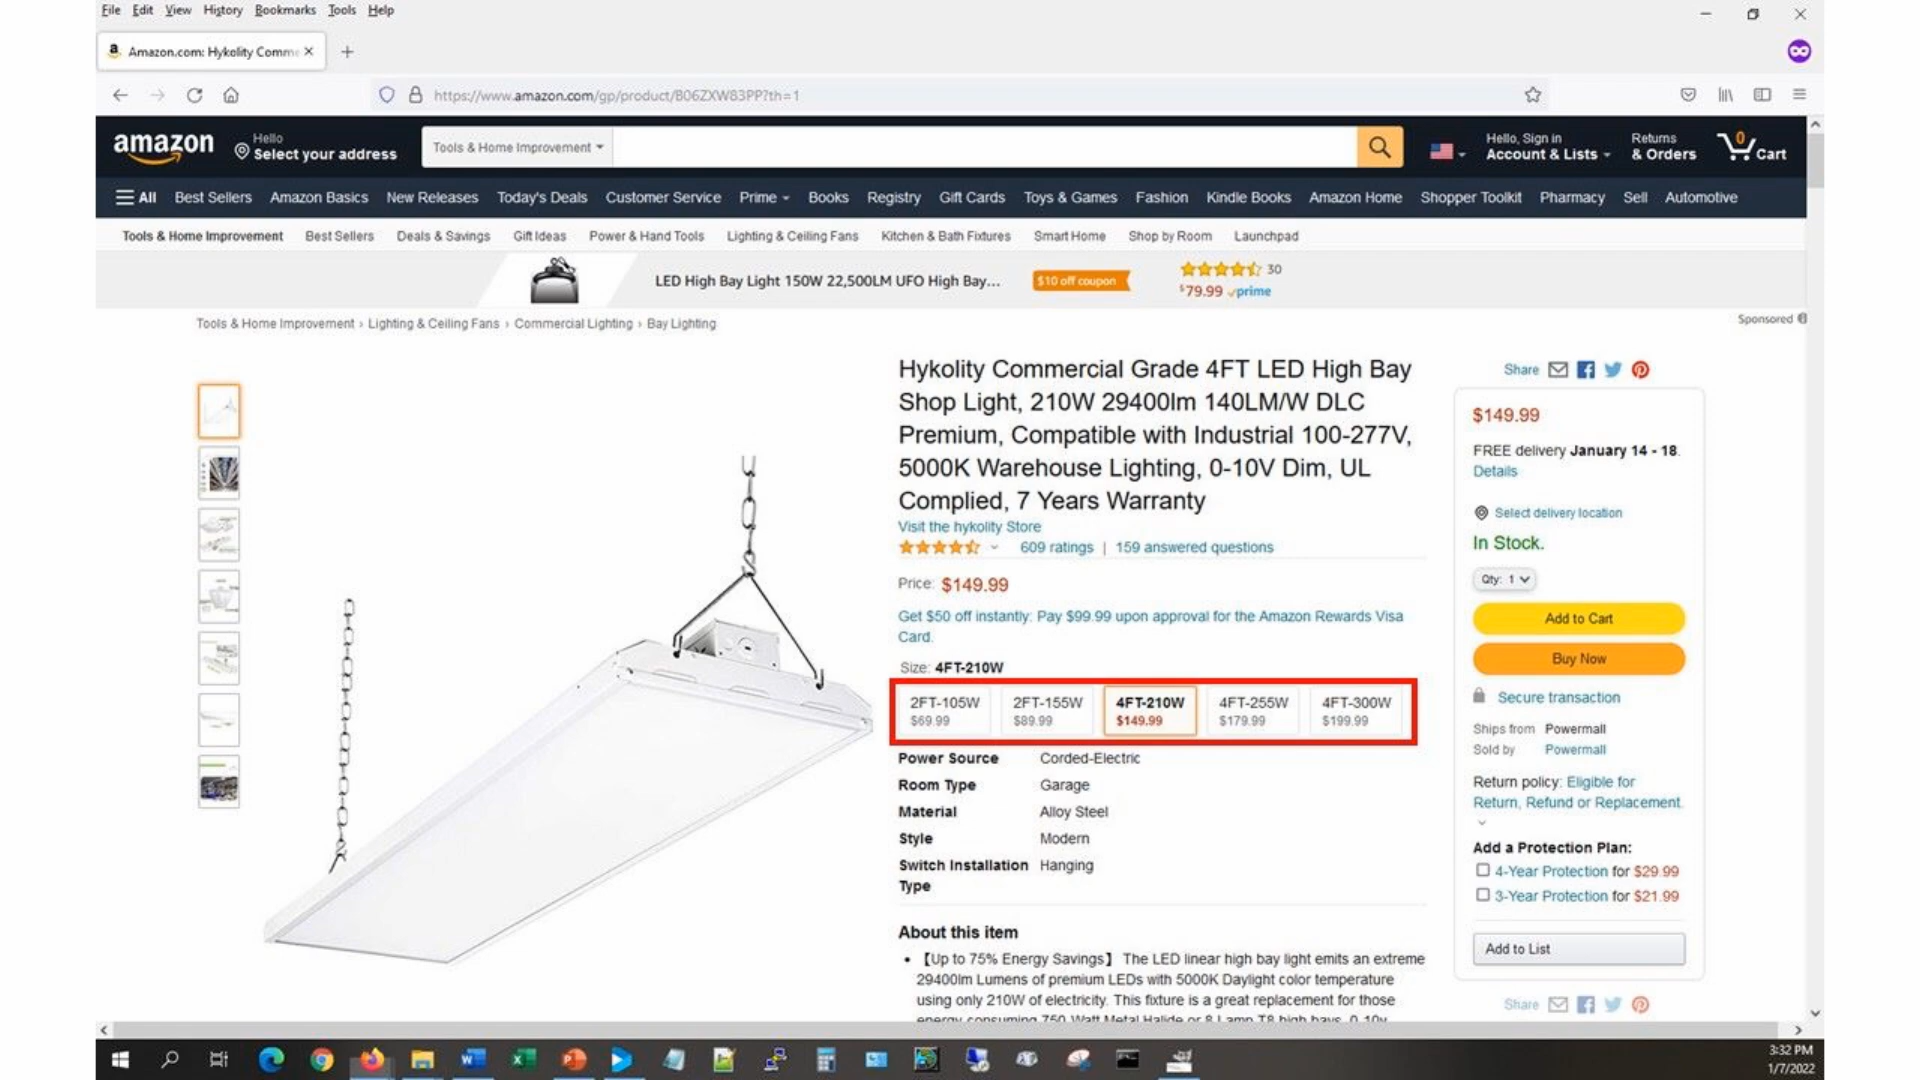 File Edit View History Bookmarks Tools Help
Amazon.com: Hykolity Comme
https://www.amazon.com/gp/product/B06ZXW83PP?th=1
amazon
Hello
Select your address
Tools & Home Improvement
Hello, Sign in
Account & Lists
Returns
& Orders
0
Cart
All Best Sellers Amazon Basics New Releases Today's Deals Customer Service Prime Books Registry Gift Cards Toys & Games Fashion Kindle Books Amazon Home Shopper Toolkit Pharmacy Sell Automotive
Tools & Home Improvement Best Sellers Deals & Savings Gift Ideas Power & Hand Tools Lighting & Ceiling Fans Kitchen & Bath Fixtures Smart Home Shop by Room Launchpad
LED High Bay Light 150W 22,500LM UFO High Bay...
$10 off coupon
30
$79.99 prime
Sponsored
Tools & Home Improvement › Lighting & Ceiling Fans › Commercial Lighting › Bay Lighting
Hykolity Commercial Grade 4FT LED High Bay
Shop Light, 210W 29400lm 140LM/W DLC
Premium, Compatible with Industrial 100-277V,
5000K Warehouse Lighting, 0-10V Dim, UL
Complied, 7 Years Warranty
Visit the hykolity Store
609 ratings | 159 answered questions
Price: $149.99
Get $50 off instantly: Pay $99.99 upon approval for the Amazon Rewards Visa
Card.
Size: 4FT-210W
2FT-105W 2FT-155W 4FT-210W 4FT-255W 4FT-300W
$69.99 $89.99 $149.99 $179.99 $199.99
Power Source Corded-Electric
Room Type Garage
Material Alloy Steel
Style Modern
Switch Installation Hanging
Type
About this item
• 【Up to 75% Energy Savings】 The LED linear high bay light emits an extreme
29400lm Lumens of premium LEDs with 5000K Daylight color temperature
using only 210W of electricity. This fixture is a great replacement for those
energy consuming 750 Watt Metal Halide or 8 Lamp T8 high bays. 0-10v
Share
$149.99
FREE delivery January 14 - 18.
Details
Select delivery location
In Stock.
Qty: 1
Add to Cart
Buy Now
Secure transaction
Ships from Powermall
Sold by Powermall
Return policy: Eligible for
Return, Refund or Replacement.
Add a Protection Plan:
4-Year Protection for $29.99
3-Year Protection for $21.99
Add to List
Share
3:32 PM
1/7/2022